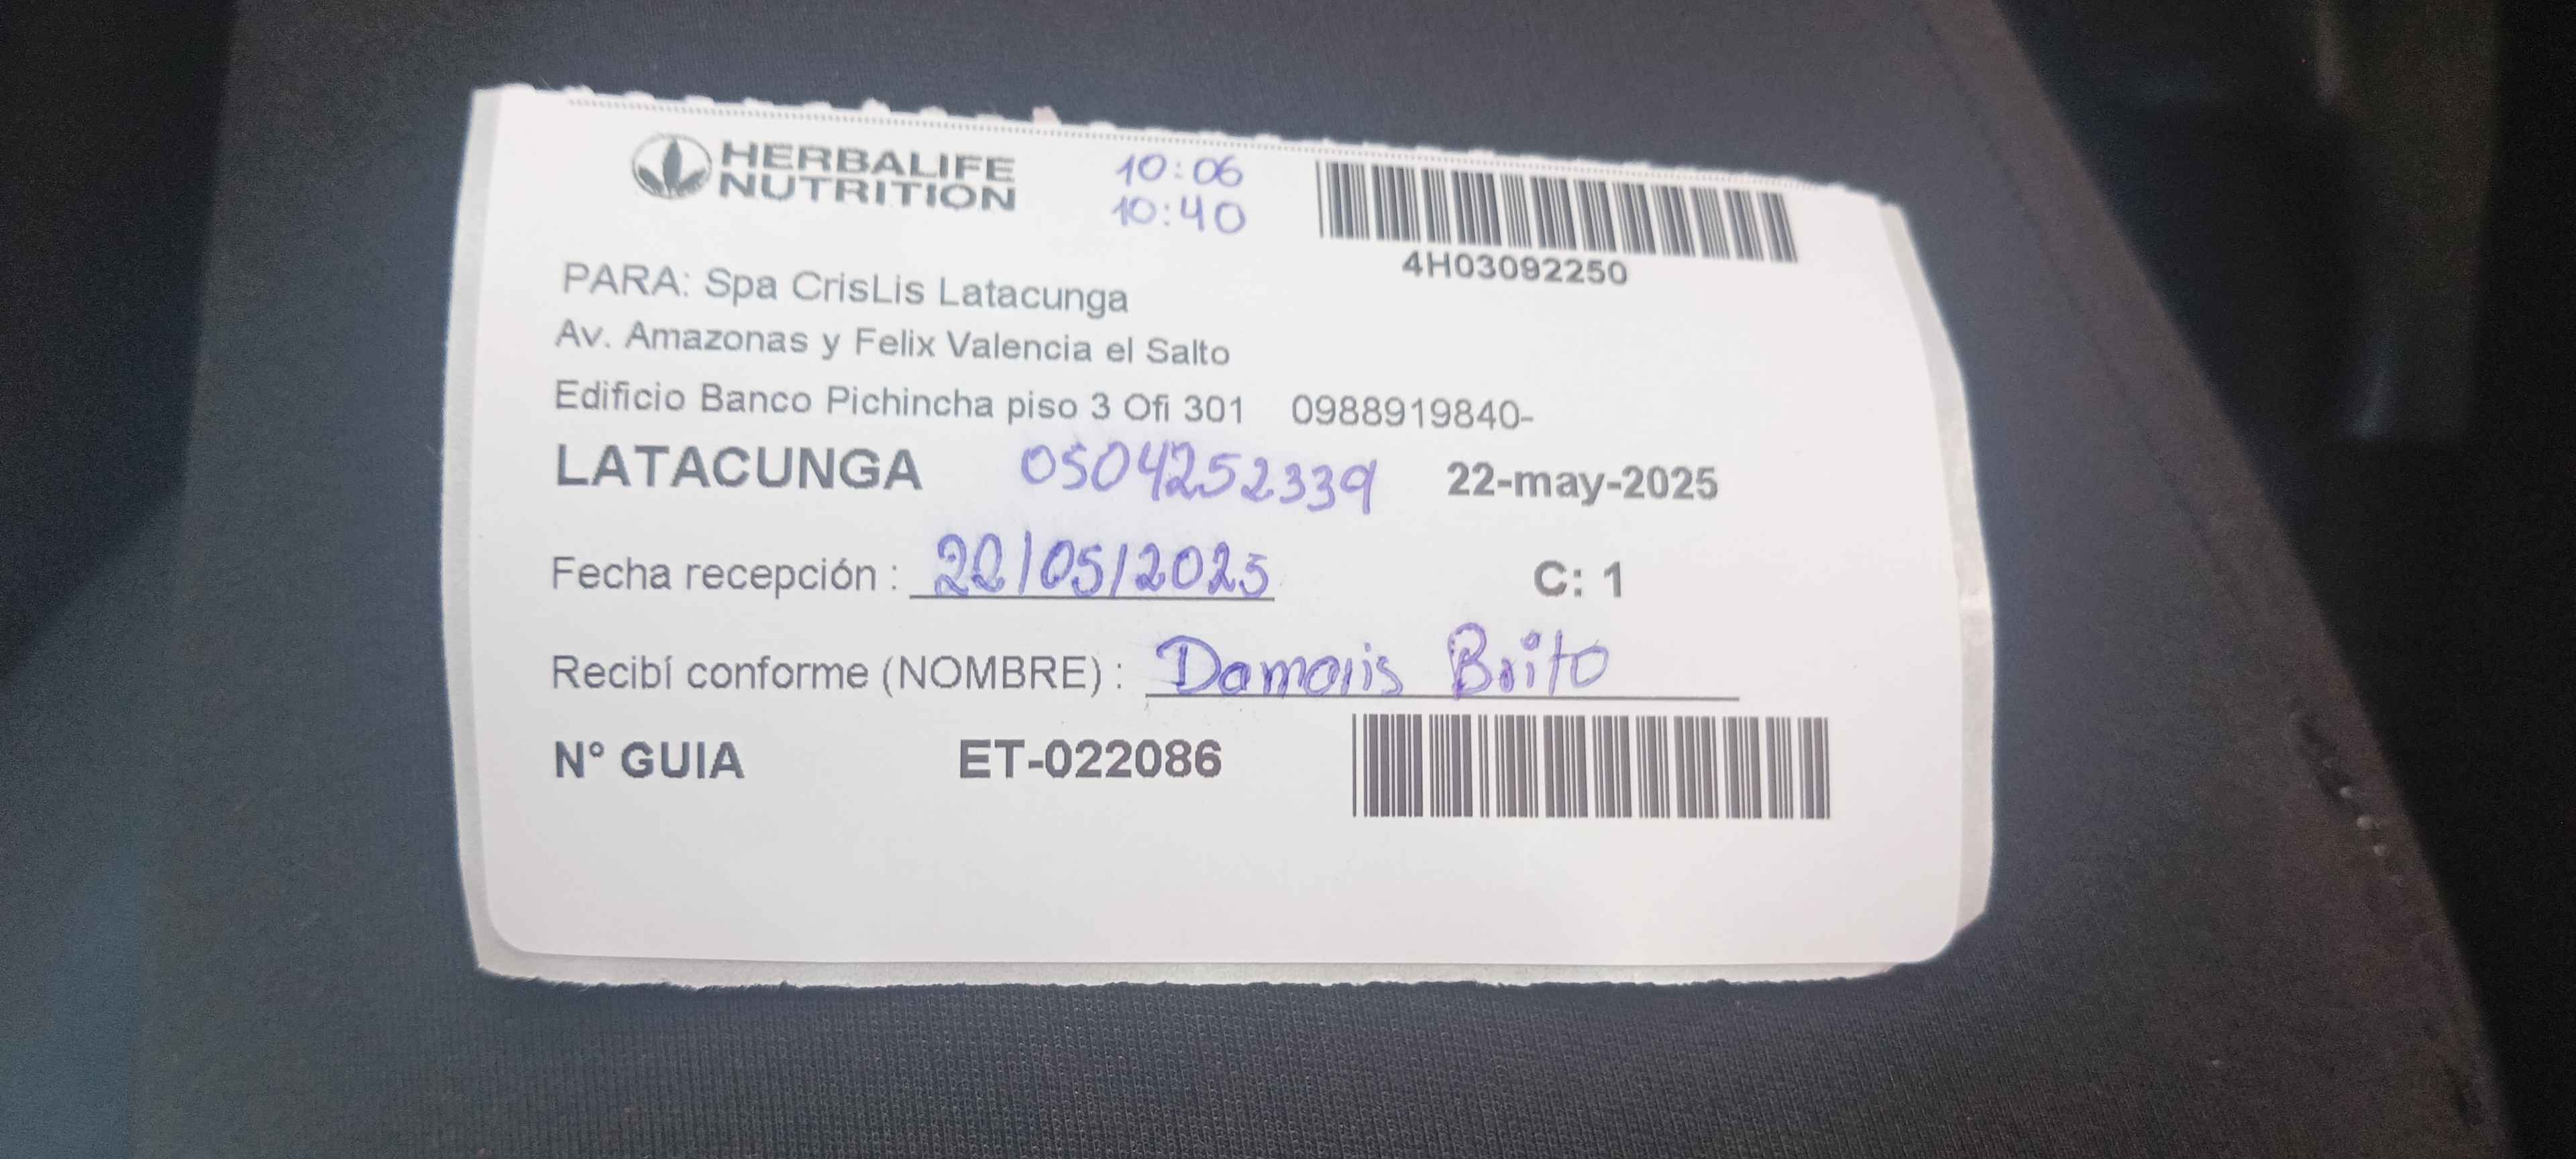 HERBALIFE
NUTRITION
10:06
10:40
4H03092250
PARA: Spa CrisLis Latacunga
Av. Amazonas y Felix Valencia el Salto
Edificio Banco Pichincha piso 3 Ofi 301 0988919840-
LATACUNGA 0504252339 22-may-2025
Fecha recepción : 22/05/2025 C: 1
Recibí conforme (NOMBRE) : Damaris Brito
N° GUIA ET-022086